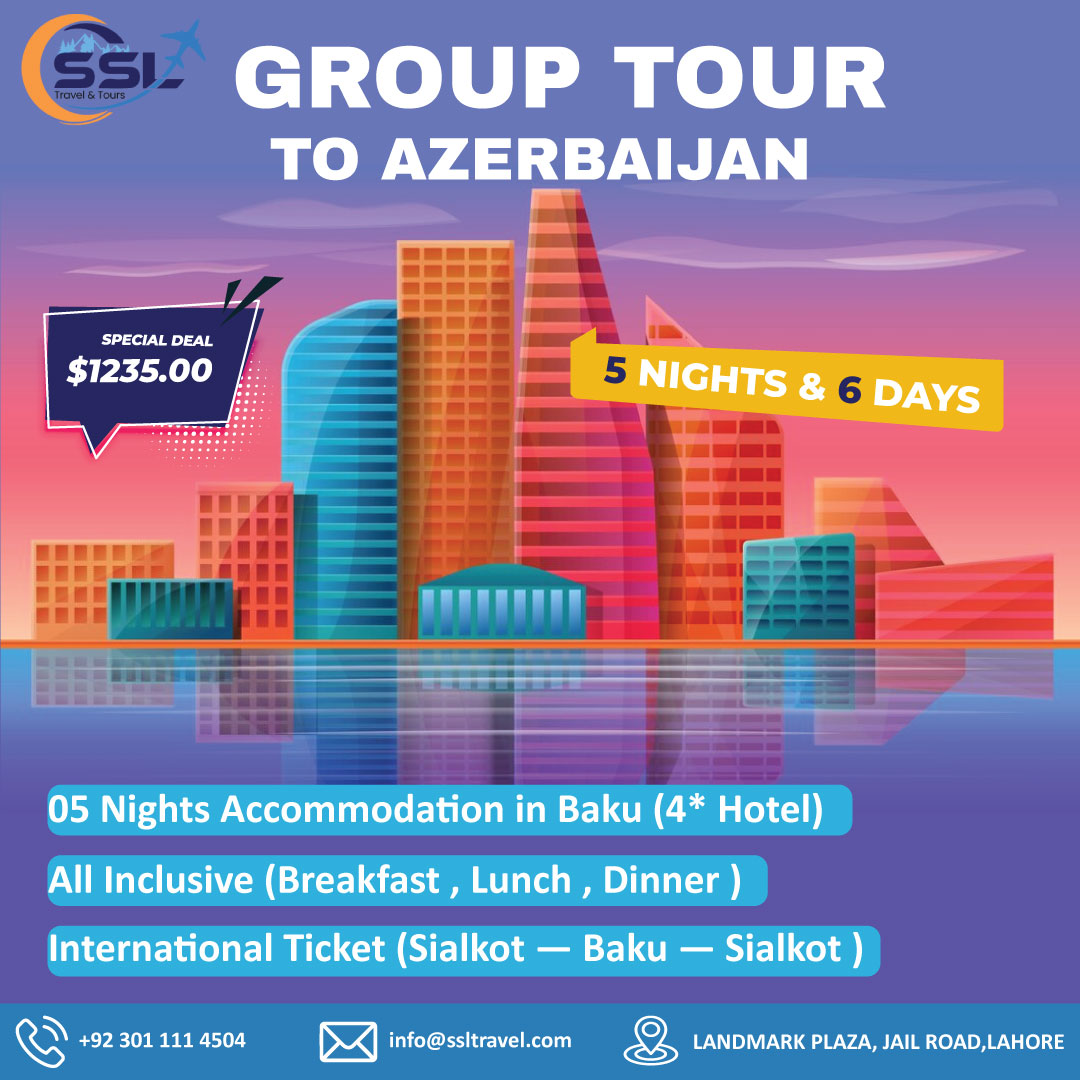 SSL
Travel & Tours
GROUP TOUR
TO AZERBAIJAN
SPECIAL DEAL
$1235.00
5 NIGHTS & 6 DAYS
05 Nights Accommodation in Baku (4* Hotel)
All Inclusive (Breakfast , Lunch , Dinner )
International Ticket (Sialkot — Baku — Sialkot )
+92 301 111 4504
info@ssltravel.com
LANDMARK PLAZA, JAIL ROAD,LAHORE